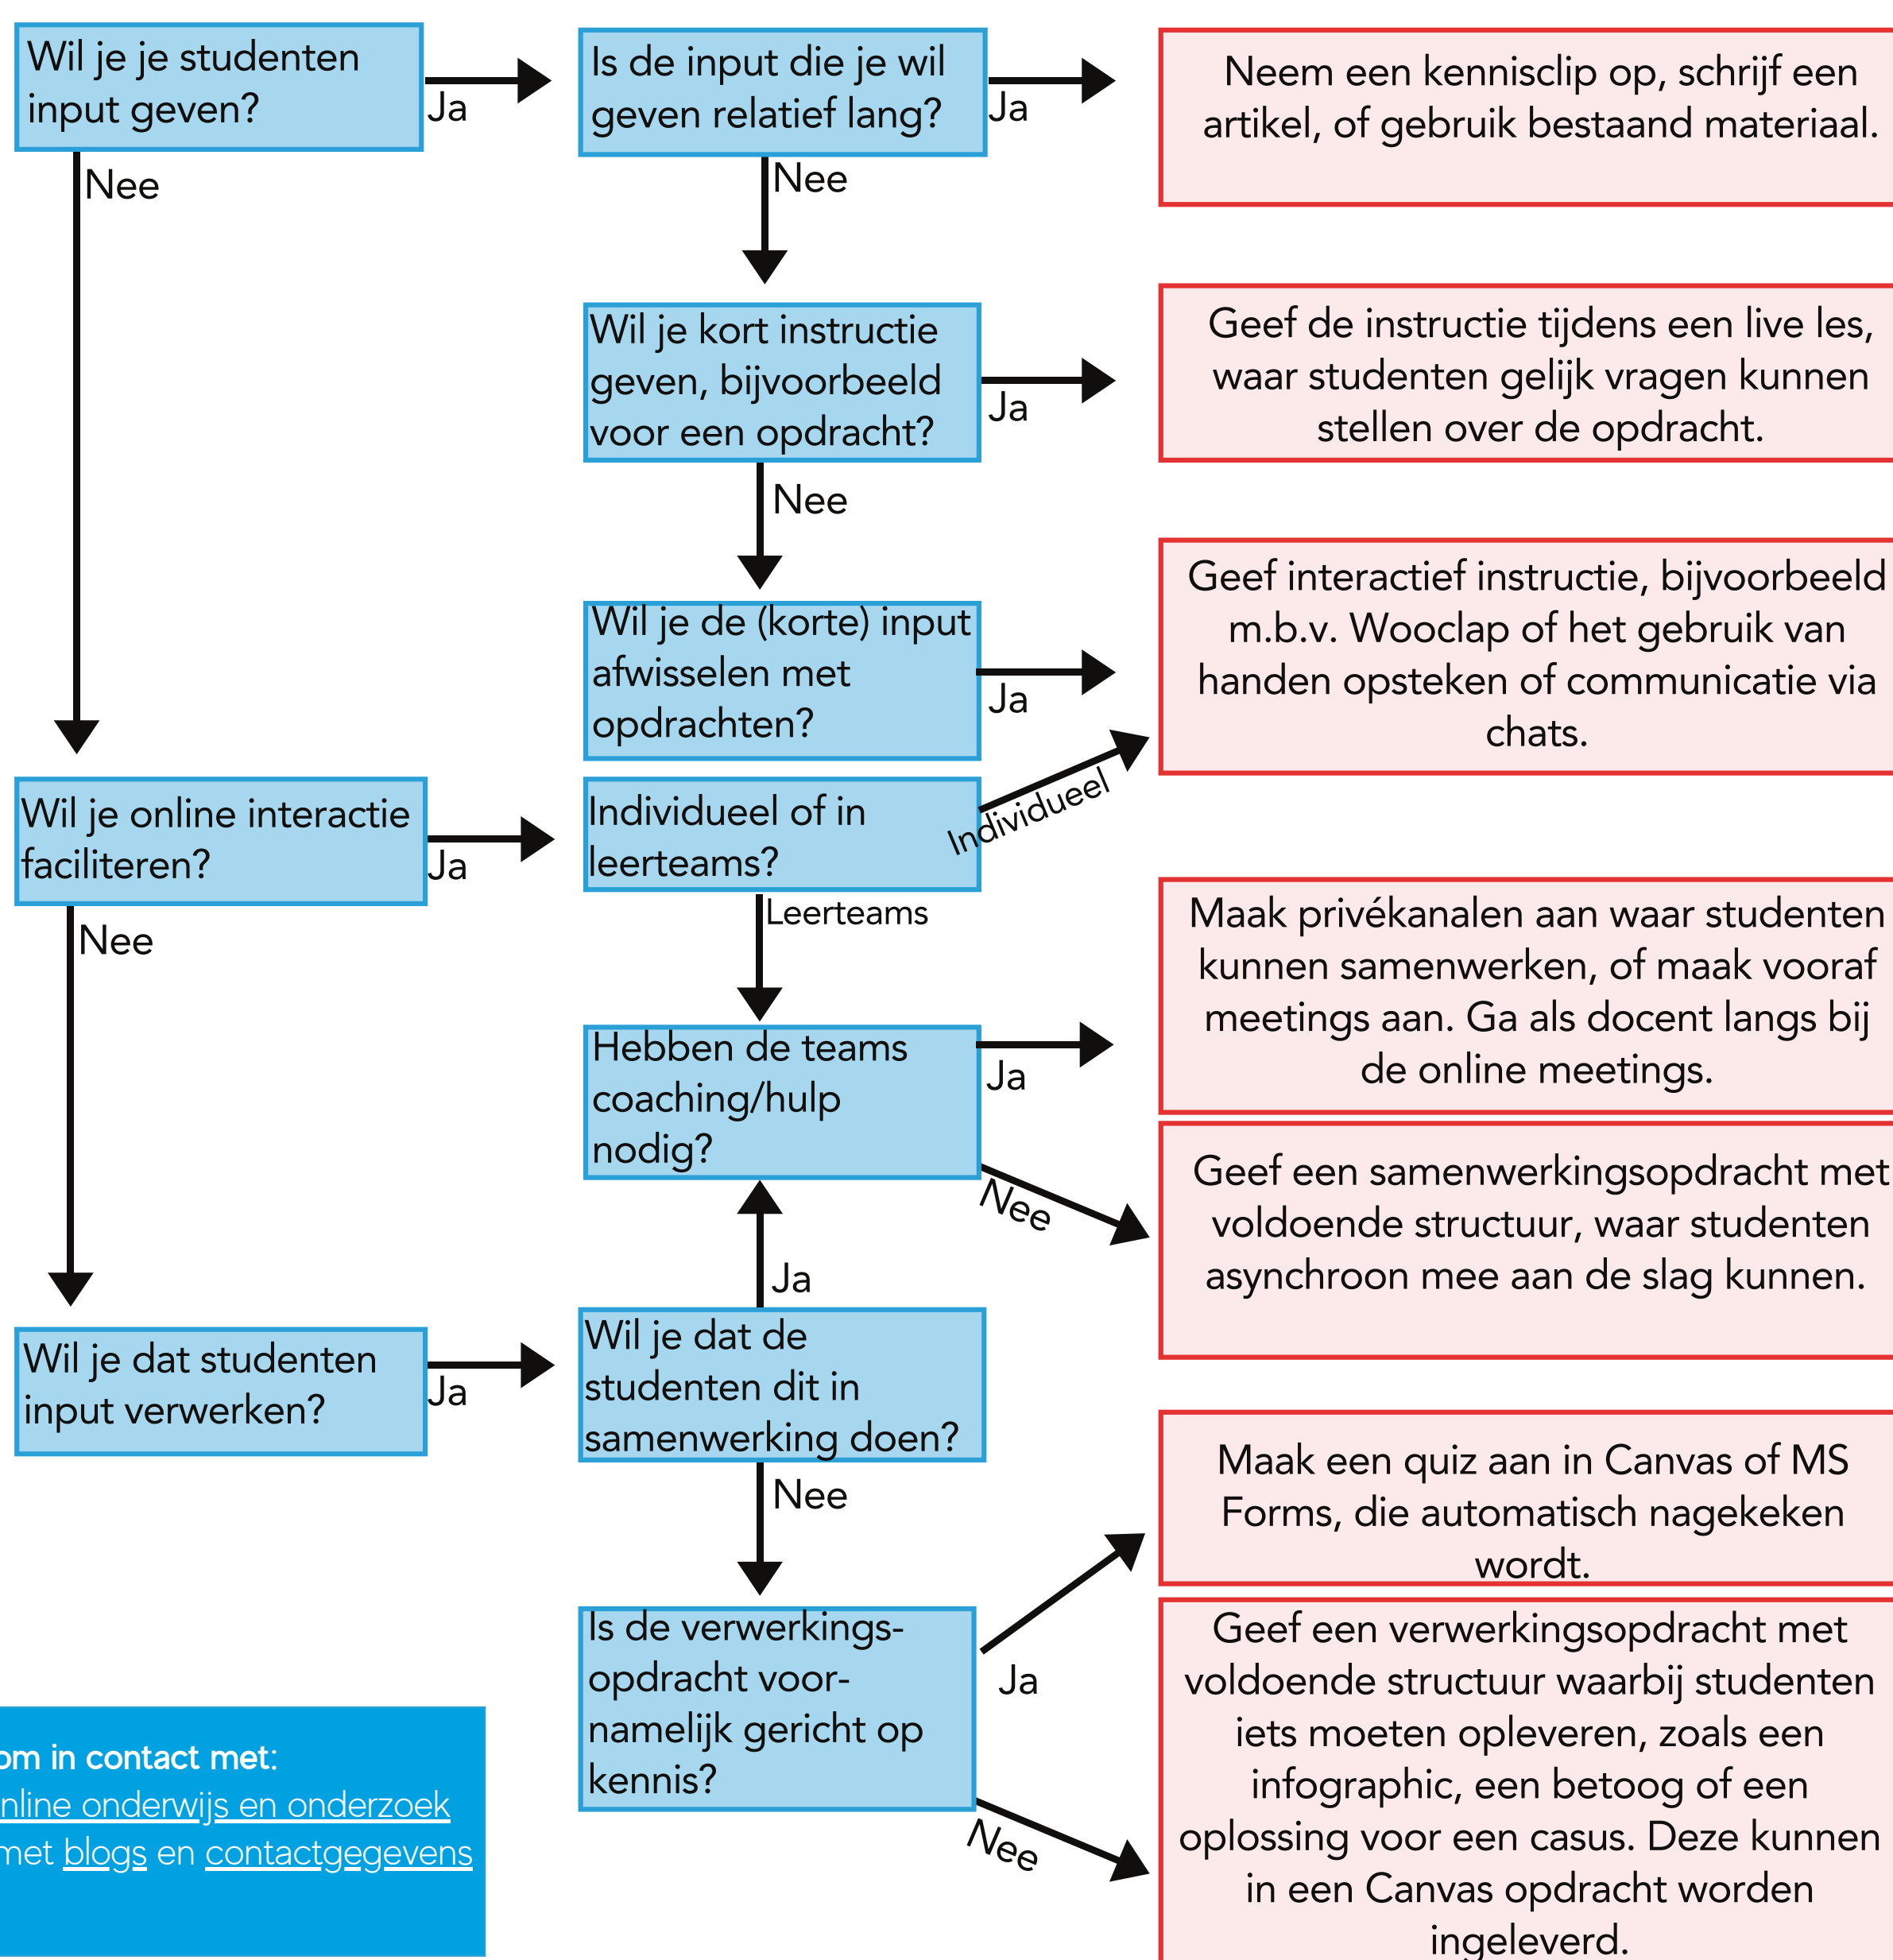 Wil je je studenten
input geven?
Ja
Nee
Is de input die je wil
geven relatief lang?
Ja
Nee
Neem een kennisclip op, schrijf een
artikel, of gebruik bestaand materiaal.
Wil je kort instructie
geven, bijvoorbeeld
voor een opdracht?
Ja
Nee
Geef de instructie tijdens een live les,
waar studenten gelijk vragen kunnen
stellen over de opdracht.
Wil je de (korte) input
afwisselen met
opdrachten?
Ja
Geef interactief instructie, bijvoorbeeld
m.b.v. Wooclap of het gebruik van
handen opsteken of communicatie via
chats.
Wil je online interactie
faciliteren?
Ja
Nee
Individueel of in
leerteams?
Individueel
Leerteams
Hebben de teams
coaching/hulp
nodig?
Ja
Nee
Maak privékanalen aan waar studenten
kunnen samenwerken, of maak vooraf
meetings aan. Ga als docent langs bij
de online meetings.
Geef een samenwerkingsopdracht met
voldoende structuur, waar studenten
asynchroon mee aan de slag kunnen.
Wil je dat studenten
input verwerken?
Ja
Ja
Wil je dat de
studenten dit in
samenwerking doen?
Nee
Is de verwerkings-
opdracht voor-
namelijk gericht op
kennis?
Ja
Nee
Maak een quiz aan in Canvas of MS
Forms, die automatisch nagekeken
wordt.
Geef een verwerkingsopdracht met
voldoende structuur waarbij studenten
iets moeten opleveren, zoals een
infographic, een betoog of een
oplossing voor een casus. Deze kunnen
in een Canvas opdracht worden
ingeleverd.
om in contact met:
nline onderwijs en onderzoek
met blogs en contactgegevens